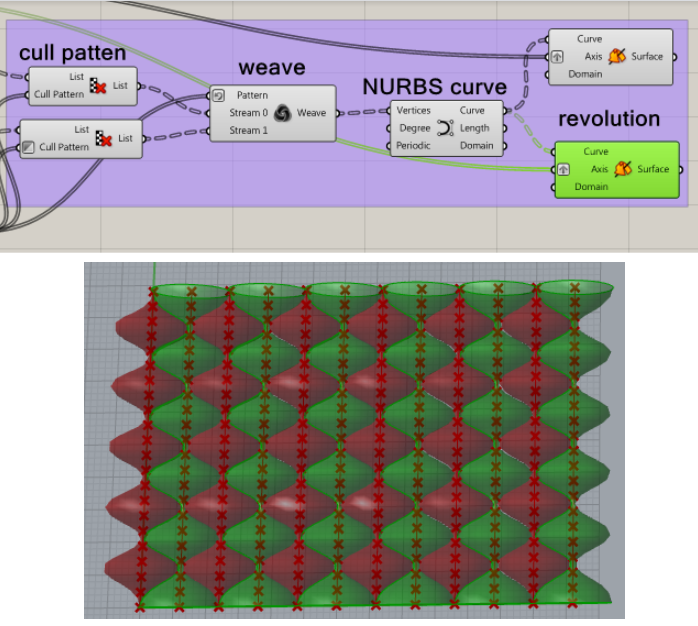 cull patten
List
Cull Pattern
List
List
Cull Pattern
List
weave
Pattern
Stream 0
Stream 1
Weave
NURBS curve
Vertices
Degree
Periodic
Curve
Length
Domain
Curve
Axis
Domain
Surface
revolution
Curve
Axis
Domain
Surface